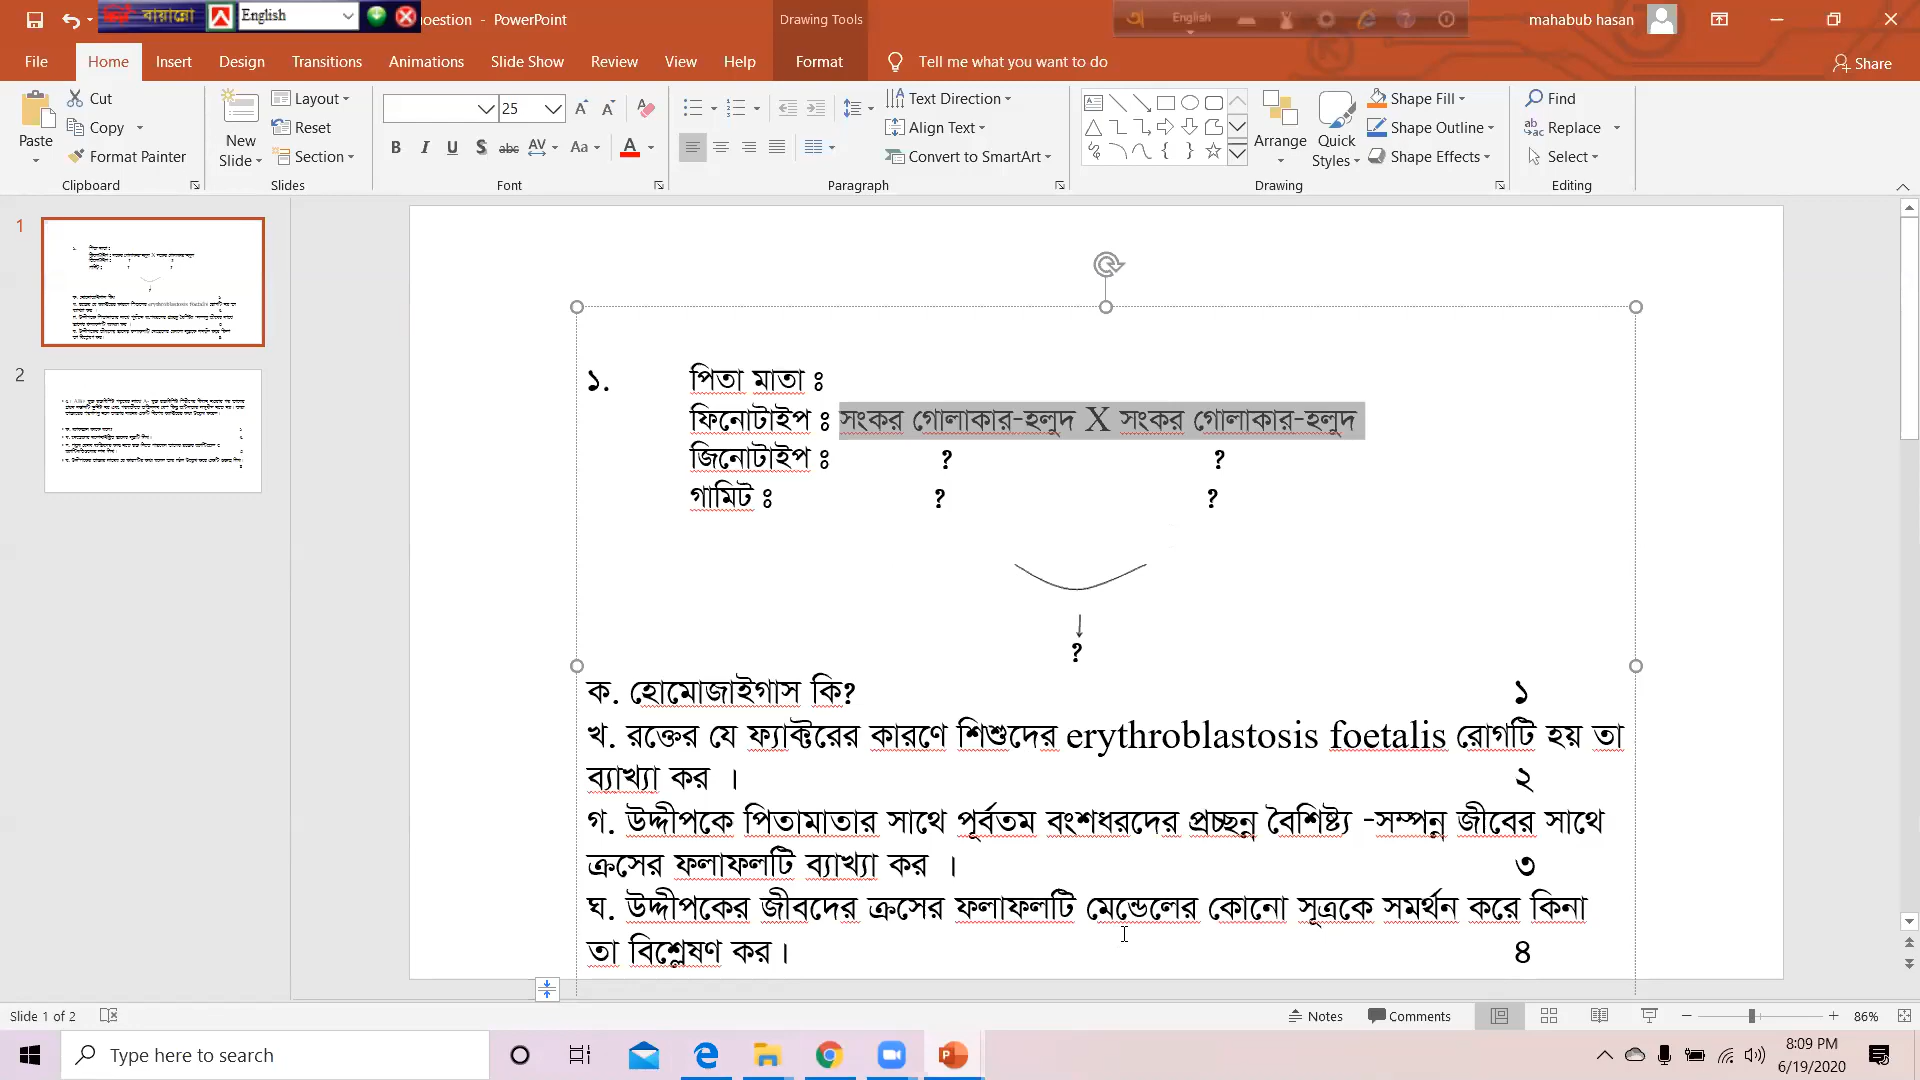 English
question - PowerPoint
Drawing Tools
English
mahabub hasan
File Home Insert Design Transitions Animations Slide Show Review View Help Format Tell me what you want to do Share
Paste Cut Copy Format Painter Clipboard
New Slide Layout Reset Section Slides
25 Font
Text Direction Align Text Convert to SmartArt Paragraph
Arrange Quick Styles Shape Fill Shape Outline Shape Effects Drawing
Find Replace Select Editing
1
2
১. পিতা মাতা ঃ
ফিনোটাইপ ঃ সংকর গোলাকার-হলুদ X সংকর গোলাকার-হলুদ
জিনোটাইপ ঃ ? ?
গামিট ঃ ? ?
?
ক. হোমোজাইগাস কি? ১
খ. রক্তের যে ফ্যাক্টরের কারণে শিশুদের erythroblastosis foetalis রোগটি হয় তা
ব্যাখ্যা কর । ২
গ. উদ্দীপকে পিতামাতার সাথে পূর্বতম বংশধরদের প্রচ্ছন্ন বৈশিষ্ট্য -সম্পন্ন জীবের সাথে
ক্রসের ফলাফলটি ব্যাখ্যা কর । ৩
ঘ. উদ্দীপকের জীবদের ক্রসের ফলাফলটি মেন্ডেলের কোনো সূত্রকে সমর্থন করে কিনা
তা বিশ্লেষণ কর। ৪
Slide 1 of 2 Notes Comments 86%
Type here to search
8:09 PM
6/19/2020